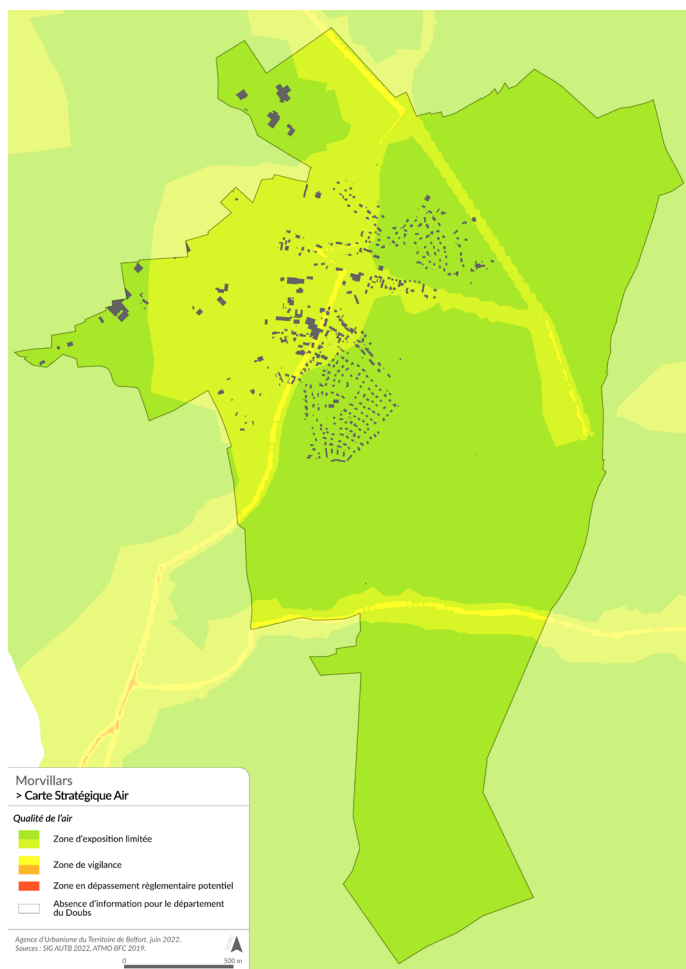 Morvillars
> Carte Stratégique Air
Qualité de l'air
Zone d'exposition limitée
Zone de vigilance
Zone en dépassement règlementaire potentiel
Absence d'information pour le département
du Doubs
Agence d'Urbanisme du Territoire de Belfort, juin 2022.
Sources : SIG AUTB 2022, ATMO BFC 2019.
0 500 m